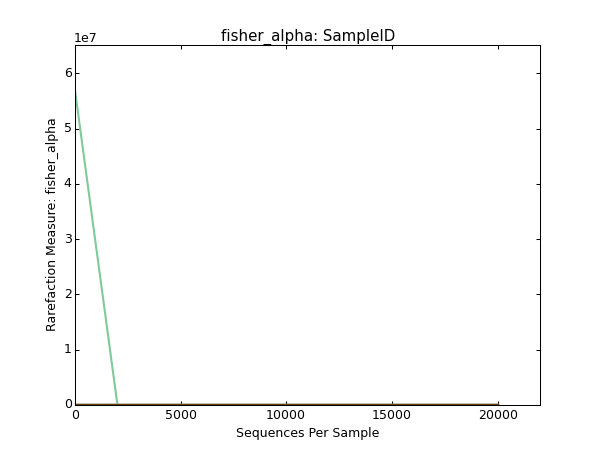 fisher_alpha: SampleID
1e7
6
5
4
3
2
1
0
Rarefaction Measure: fisher_alpha
0 5000 10000 15000 20000
Sequences Per Sample